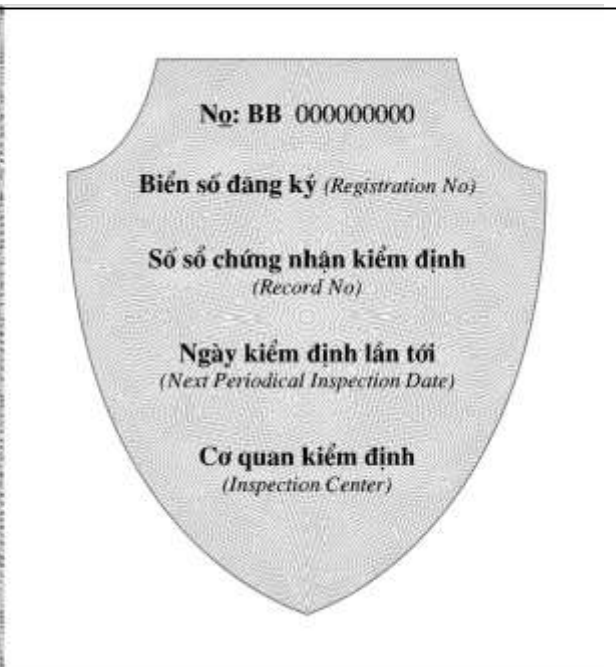 No: BB 000000000
Biển số đăng ký (Registration No)
Số sổ chứng nhận kiểm định
(Record No)
Ngày kiểm định lần tới
(Next Periodical Inspection Date)
Cơ quan kiểm định
(Inspection Center)